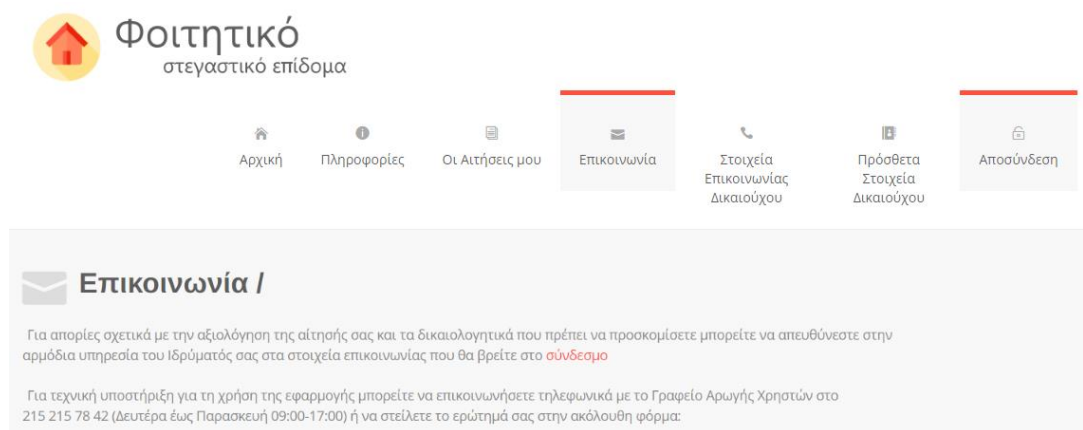 Φοιτητικό
στεγαστικό επίδομα
Αρχική
Πληροφορίες
Οι Αιτήσεις μου
Επικοινωνία
Στοιχεία
Επικοινωνίας
Δικαιούχου
Πρόσθετα
Στοιχεία
Δικαιούχου
Αποσύνδεση
Επικοινωνία /
Για απορίες σχετικά με την αξιολόγηση της αίτησής σας και τα δικαιολογητικά που πρέπει να προσκομίσετε μπορείτε να απευθύνεστε στην
αρμόδια υπηρεσία του Ιδρύματός σας στα στοιχεία επικοινωνίας που θα βρείτε στο σύνδεσμο
Για τεχνική υποστήριξη για τη χρήση της εφαρμογής μπορείτε να επικοινωνήσετε τηλεφωνικά με το Γραφείο Αρωγής Χρηστών στο
215 215 78 42 (Δευτέρα έως Παρασκευή 09:00-17:00) ή να στείλετε το ερώτημά σας στην ακόλουθη φόρμα: